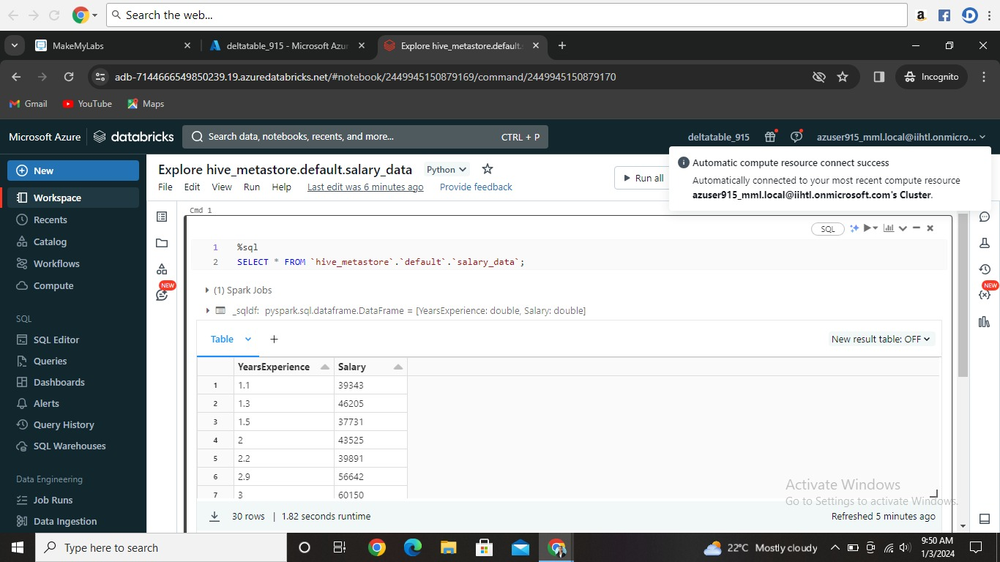 Search the web...
MakeMyLabs
deltatable_915 - Microsoft Azur
Explore hive_metastore.default.
adb-7144666549850239.19.azuredatabricks.net/#notebook/2449945150879169/command/2449945150879170
Incognito
Gmail
YouTube
Maps
Microsoft Azure
databricks
Search data, notebooks, recents, and more...
CTRL + P
deltatable_915
azuser915_mml.local@iihtl.onmicro...
New
Workspace
Recents
Catalog
Workflows
Compute
SQL
SQL Editor
Queries
Dashboards
Alerts
Query History
SQL Warehouses
Data Engineering
Job Runs
Data Ingestion
Explore hive_metastore.default.salary_data
Python
File Edit View Run Help Last edit was 6 minutes ago Provide feedback
Run all
Automatic compute resource connect success
Automatically connected to your most recent compute resource
azuser915_mml.local@iihtl.onmicrosoft.com's Cluster.
NEW
NEW
Cmd 1
SQL
1 %sql
2 SELECT * FROM `hive_metastore`.`default`.`salary_data`;
(1) Spark Jobs
_sqldf: pyspark.sql.dataframe.DataFrame = [YearsExperience: double, Salary: double]
Table +
New result table: OFF
YearsExperience Salary
1 1.1 39343
2 1.3 46205
3 1.5 37731
4 2 43525
5 2.2 39891
6 2.9 56642
7 3 60150
30 rows | 1.82 seconds runtime
Refreshed 5 minutes ago
Activate Windows
Go to Settings to activate Windows.
Type here to search
22°C Mostly cloudy
9:50 AM
1/3/2024